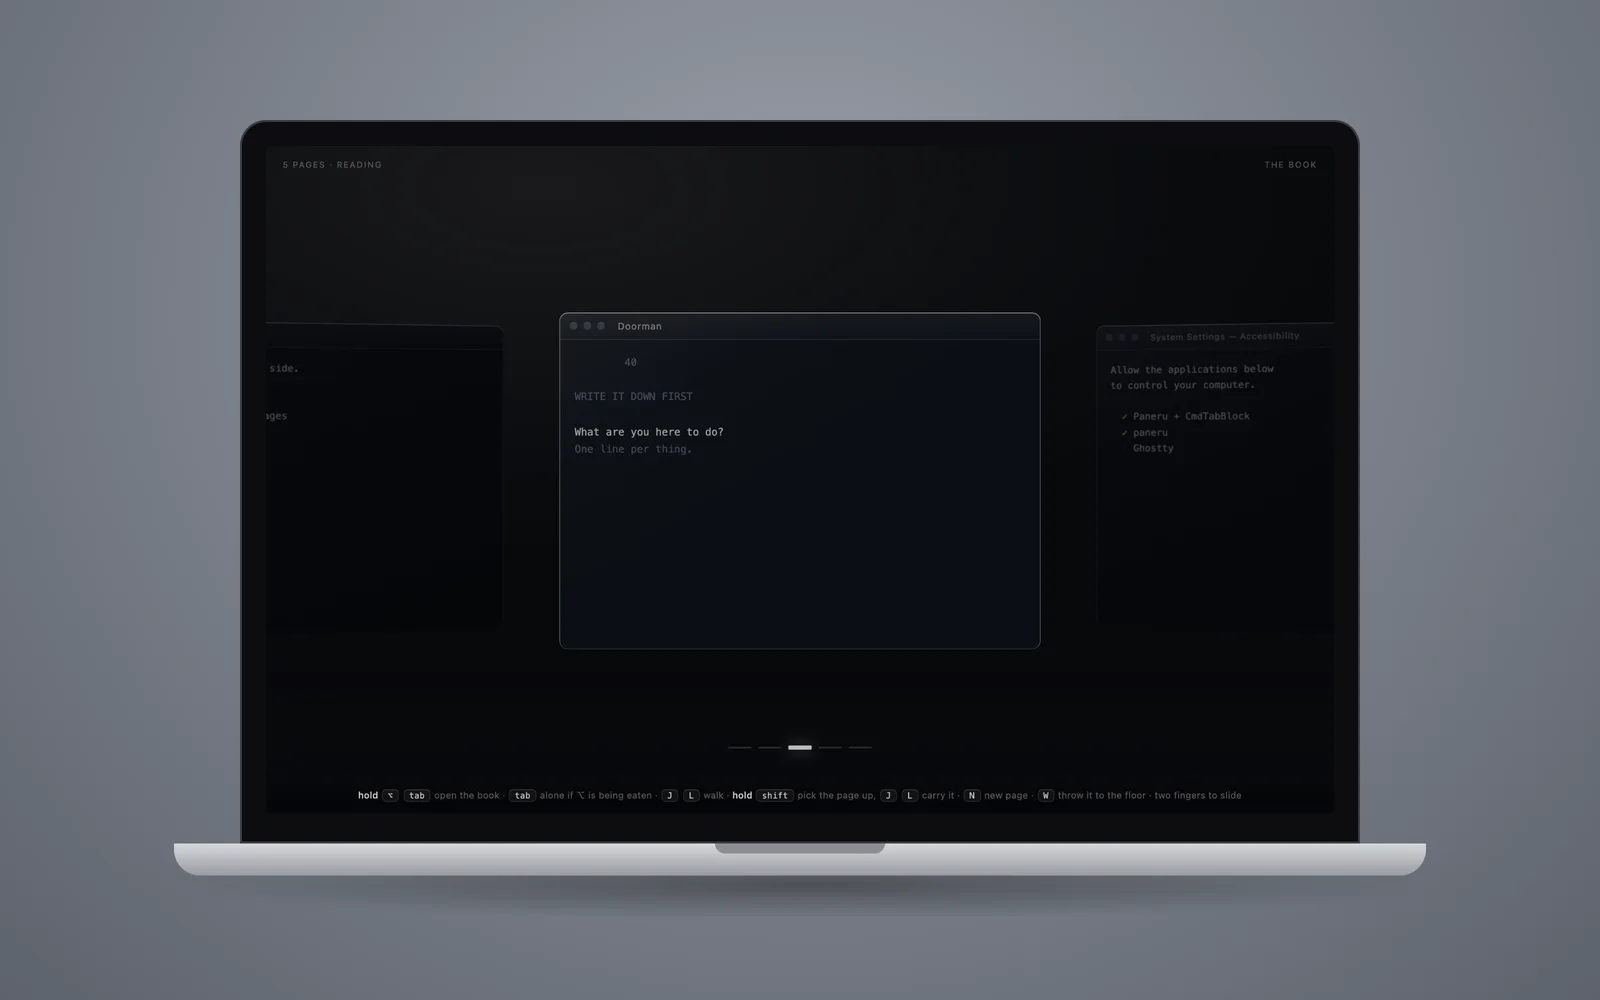 5 PAGES · READING
THE BOOK
side.
ages
Doorman
40
WRITE IT DOWN FIRST
What are you here to do?
One line per thing.
System Settings — Accessibility
Allow the applications below
to control your computer.
✓ Paneru + CmdTabBlock
✓ paneru
Ghostty
hold ⌥ tab open the book · tab alone if ⌥ is being eaten · J L walk · hold shift pick the page up, J L carry it · N new page · W throw it to the floor · two fingers to slide